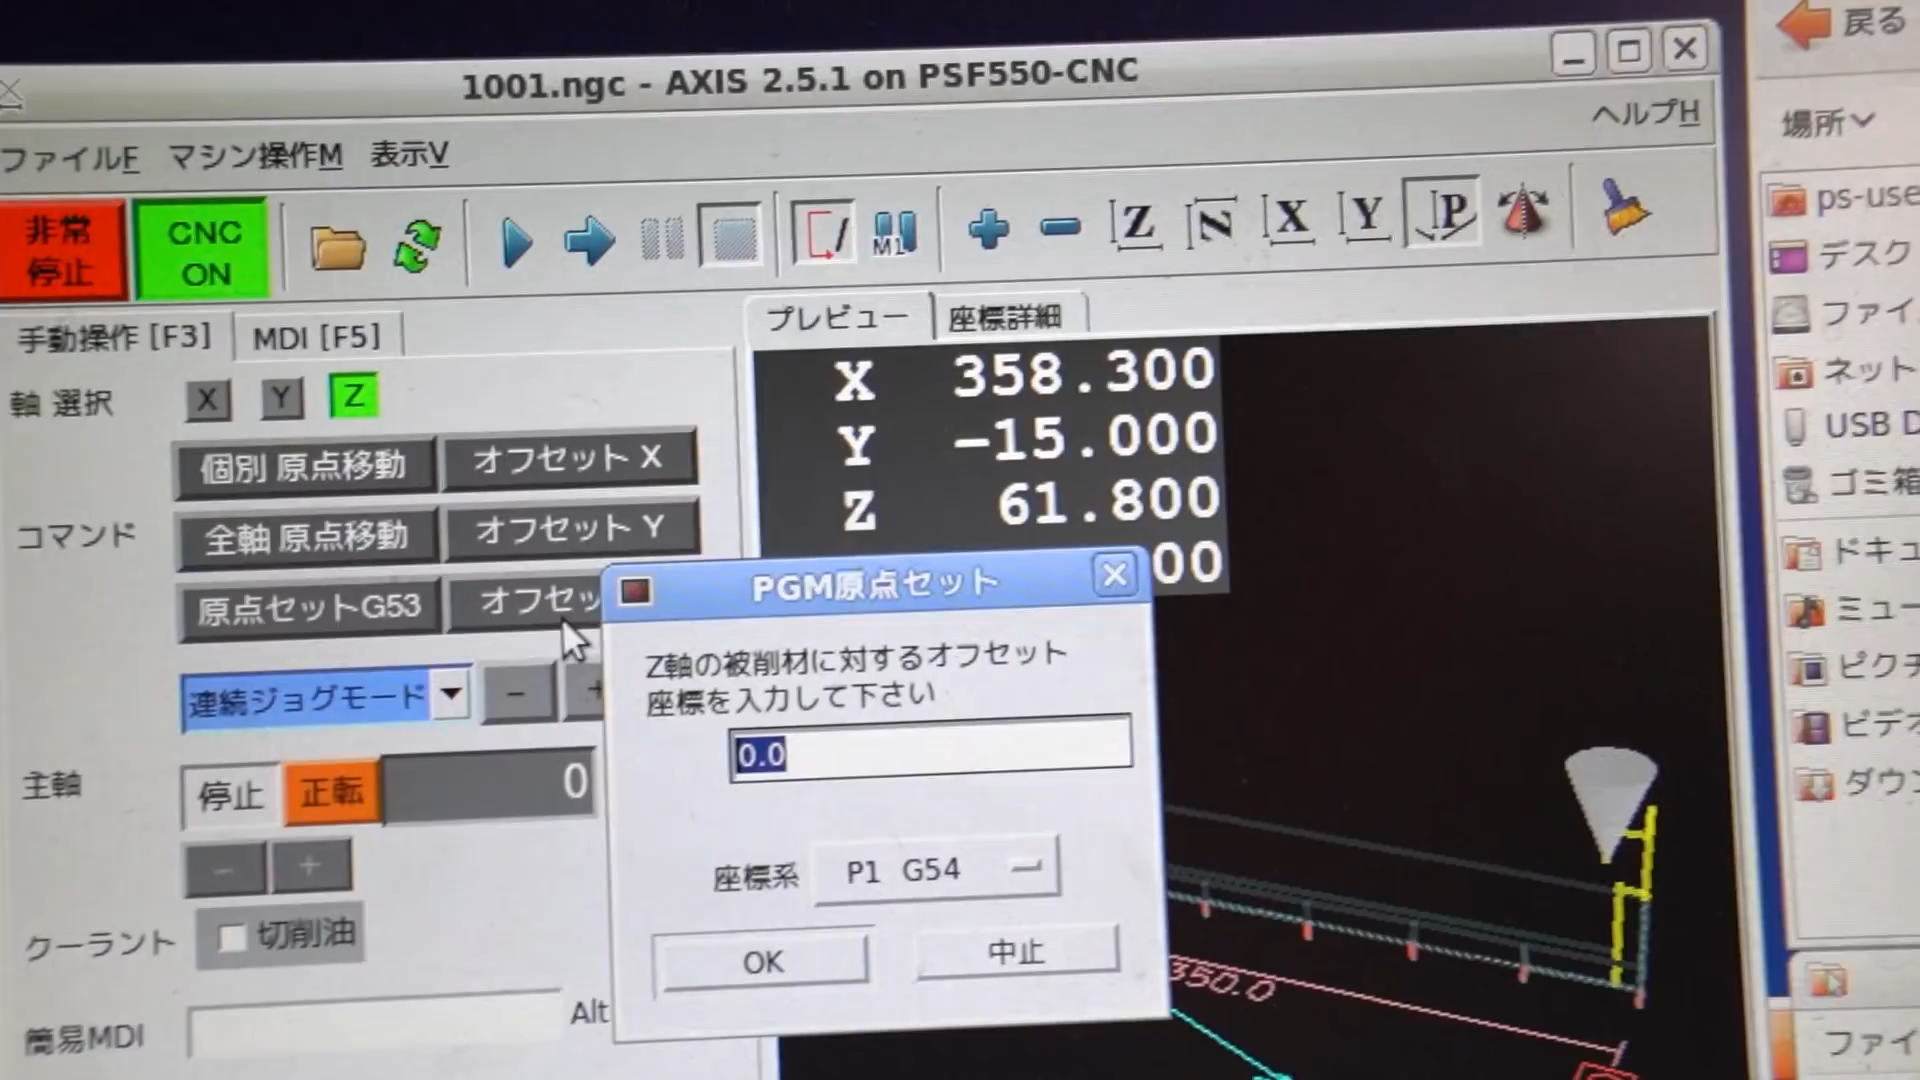 1001.ngc - AXIS 2.5.1 on PSF550-CNC
戻る
ファイルF マシン操作M 表示V
ヘルプH
場所
非常
停止
CNC
ON
M1
Z N X Y P
ps-use
デスク
ファイ
ネット
USB D
ゴミ箱
ドキュ
ミュー
ピクチ
ビデオ
ダウン
ファイ
手動操作 [F3]
MDI [F5]
プレビュー
座標詳細
軸 選択
X Y Z
コマンド
個別 原点移動
オフセット X
全軸 原点移動
オフセット Y
原点セットG53
オフセッ
連続ジョグモード
-
+
主軸
停止
正転
0
-
+
クーラント
切削油
簡易MDI
Alt
X 358.300
Y -15.000
Z 61.800
00
PGM原点セット
Z軸の被削材に対するオフセット
座標を入力して下さい
0.0
座標系
P1 G54
OK
中止
350.0